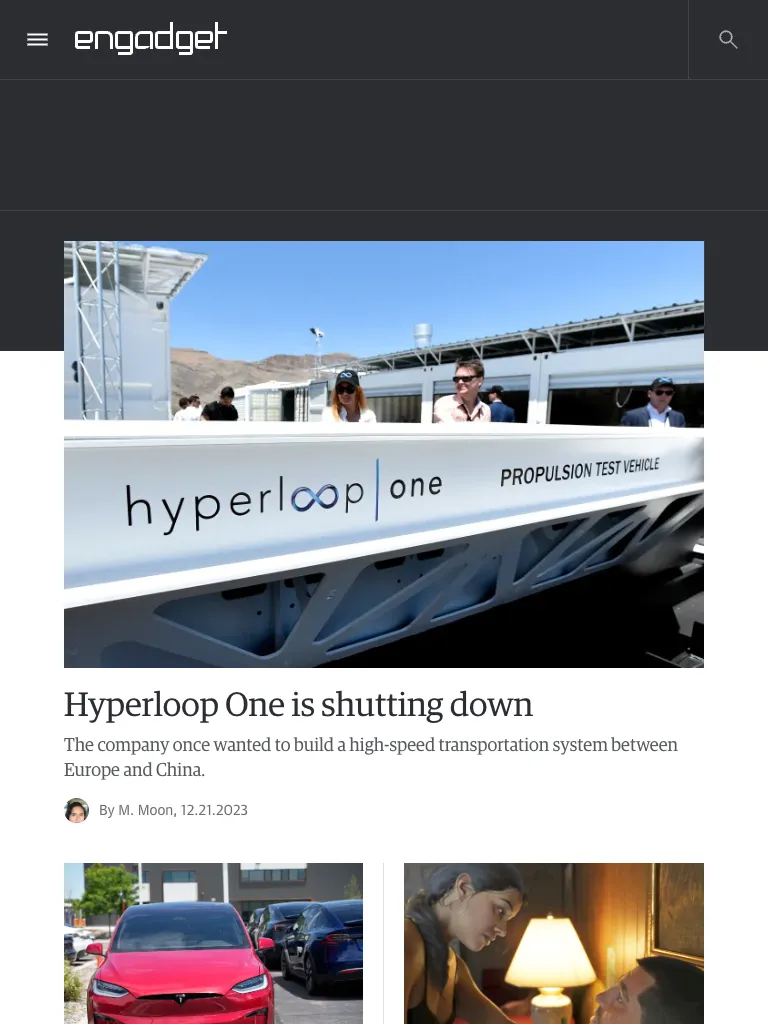 engadget
hyperloop one
PROPULSION TEST VEHICLE
Hyperloop One is shutting down
The company once wanted to build a high-speed transportation system between
Europe and China.
By M. Moon, 12.21.2023